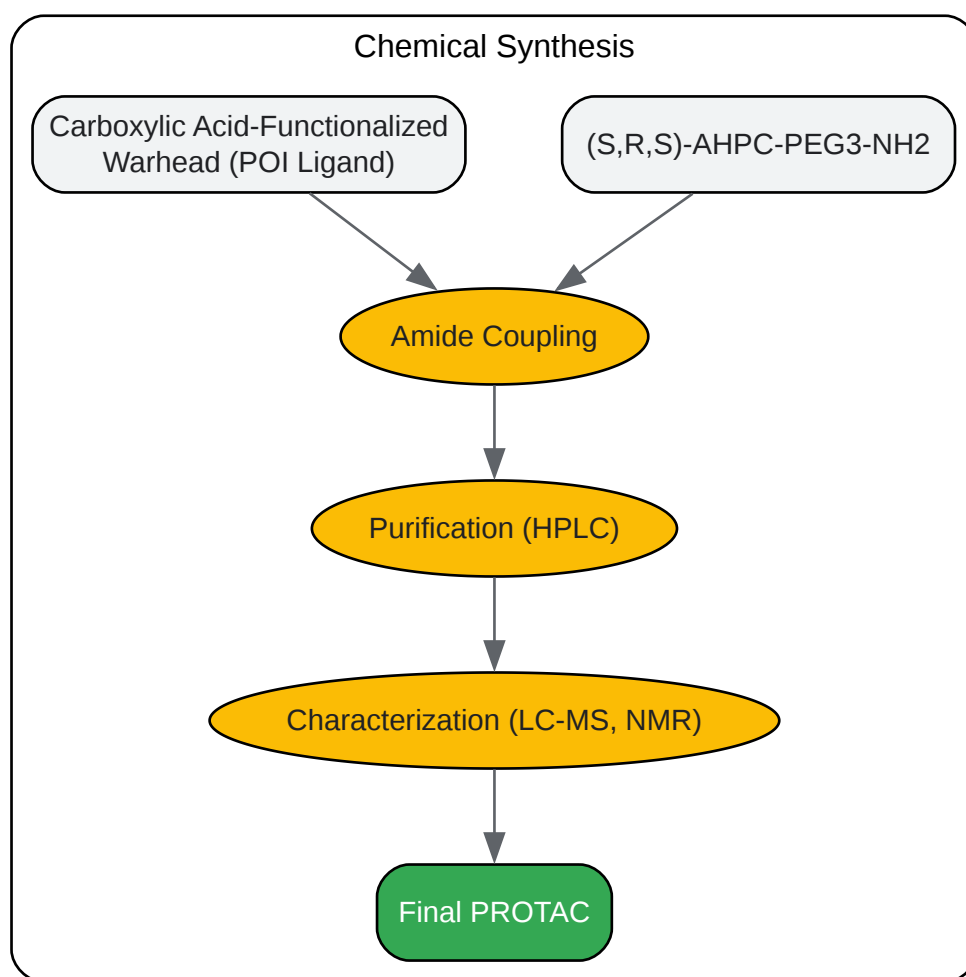 Chemical Synthesis
Carboxylic Acid-Functionalized
Warhead (POI Ligand)
(S,R,S)-AHPC-PEG3-NH2
Amide Coupling
Purification (HPLC)
Characterization (LC-MS, NMR)
Final PROTAC